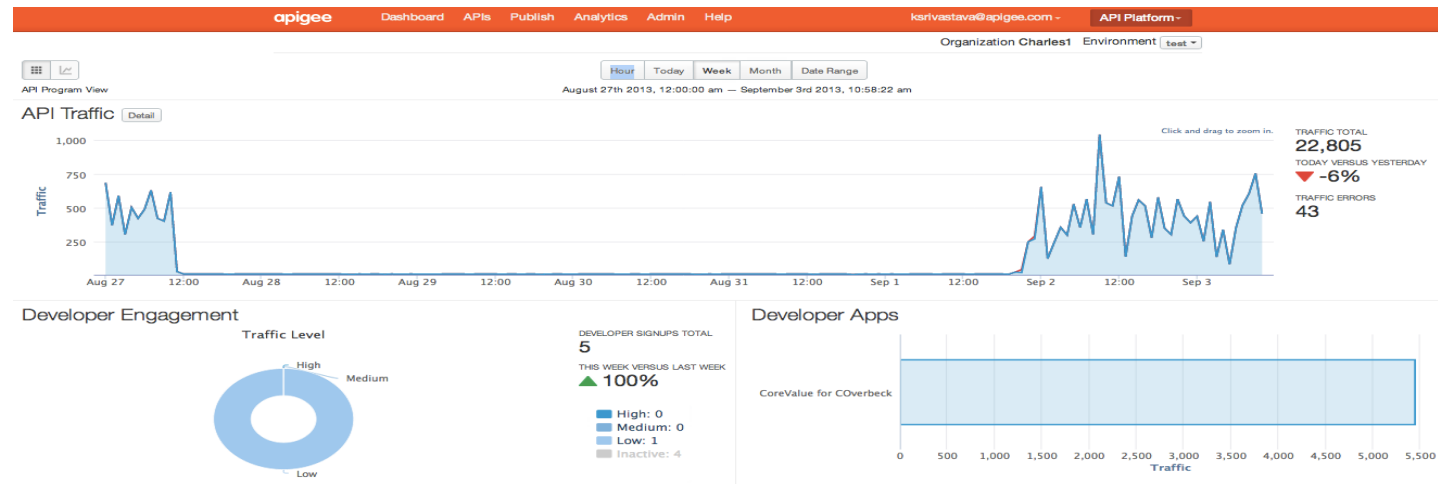 apigee Dashboard APIs Publish Analytics Admin Help ksrivastava@apigee.com API Platform
Organization Charles1 Environment test
Hour Today Week Month Date Range
API Program View August 27th 2013, 12:00:00 am — September 3rd 2013, 10:58:22 am
API Traffic Detail
Click and drag to zoom in.
1,000
750
500
250
Traffic
Aug 27 12:00 Aug 28 12:00 Aug 29 12:00 Aug 30 12:00 Aug 31 12:00 Sep 1 12:00 Sep 2 12:00 Sep 3
TRAFFIC TOTAL
22,805
TODAY VERSUS YESTERDAY
-6%
TRAFFIC ERRORS
43
Developer Engagement
Traffic Level
High
Medium
Low
DEVELOPER SIGNUPS TOTAL
5
THIS WEEK VERSUS LAST WEEK
100%
High: 0
Medium: 0
Low: 1
Inactive: 4
Developer Apps
CoreValue for COverbeck
0 500 1,000 1,500 2,000 2,500 3,000 3,500 4,000 4,500 5,000 5,500
Traffic